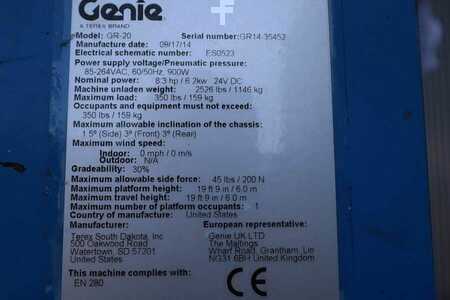 Genie
A TEREX BRAND
Model: GR-20 Serial number: GR14-35452
Manufacture date: 09/17/14
Electrical schematic number: ES0523
Power supply voltage/Pneumatic pressure:
85-264VAC, 60/50Hz, 900W
Nominal power: 8.3 hp / 6.2kw 24V DC
Machine unladen weight: 2526 lbs / 1146 kg
Maximum load: 350 lbs / 159 kg
Occupants and equipment must not exceed:
350 lbs / 159 kg
Maximum allowable inclination of the chassis:
1.5º (Side) 3º (Front) 3º (Rear)
Maximum wind speed:
Indoor: 0 mph / 0 m/s
Outdoor: N/A
Gradeability: 30%
Maximum allowable side force: 45 lbs / 200 N
Maximum platform height: 19 ft 9 in / 6.0 m
Maximum travel height: 19 ft 9 in / 6.0 m
Maximum number of platform occupants: 1
Country of manufacture: United States
Manufacturer: European representative:
Terex South Dakota, Inc Genie UK LTD
500 Oakwood Road The Maltings
Watertown, SD 57201 Wharf Road, Grantham, Lin
United States NG31 6BH United Kingdom
This machine complies with:
EN 280
CE